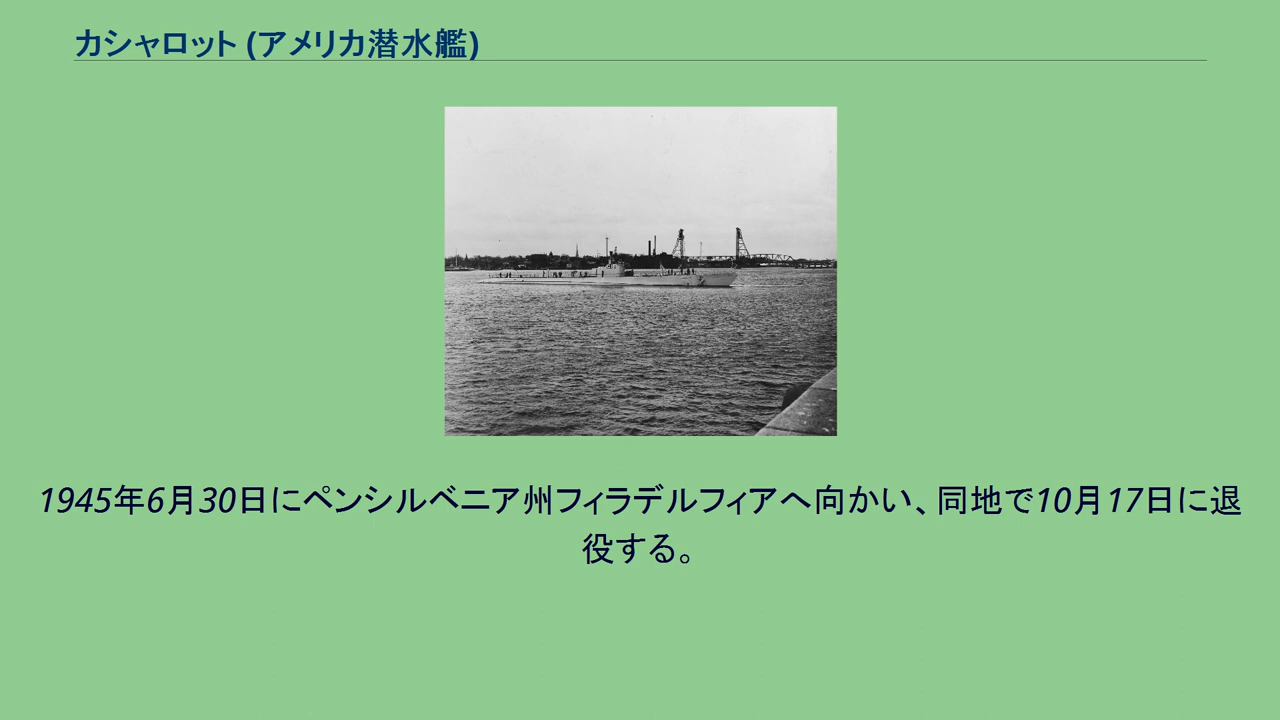 カシャロット (アメリカ潜水艦)
1945年6月30日にペンシルベニア州フィラデルフィアへ向かい、同地で10月17日に退
役する。